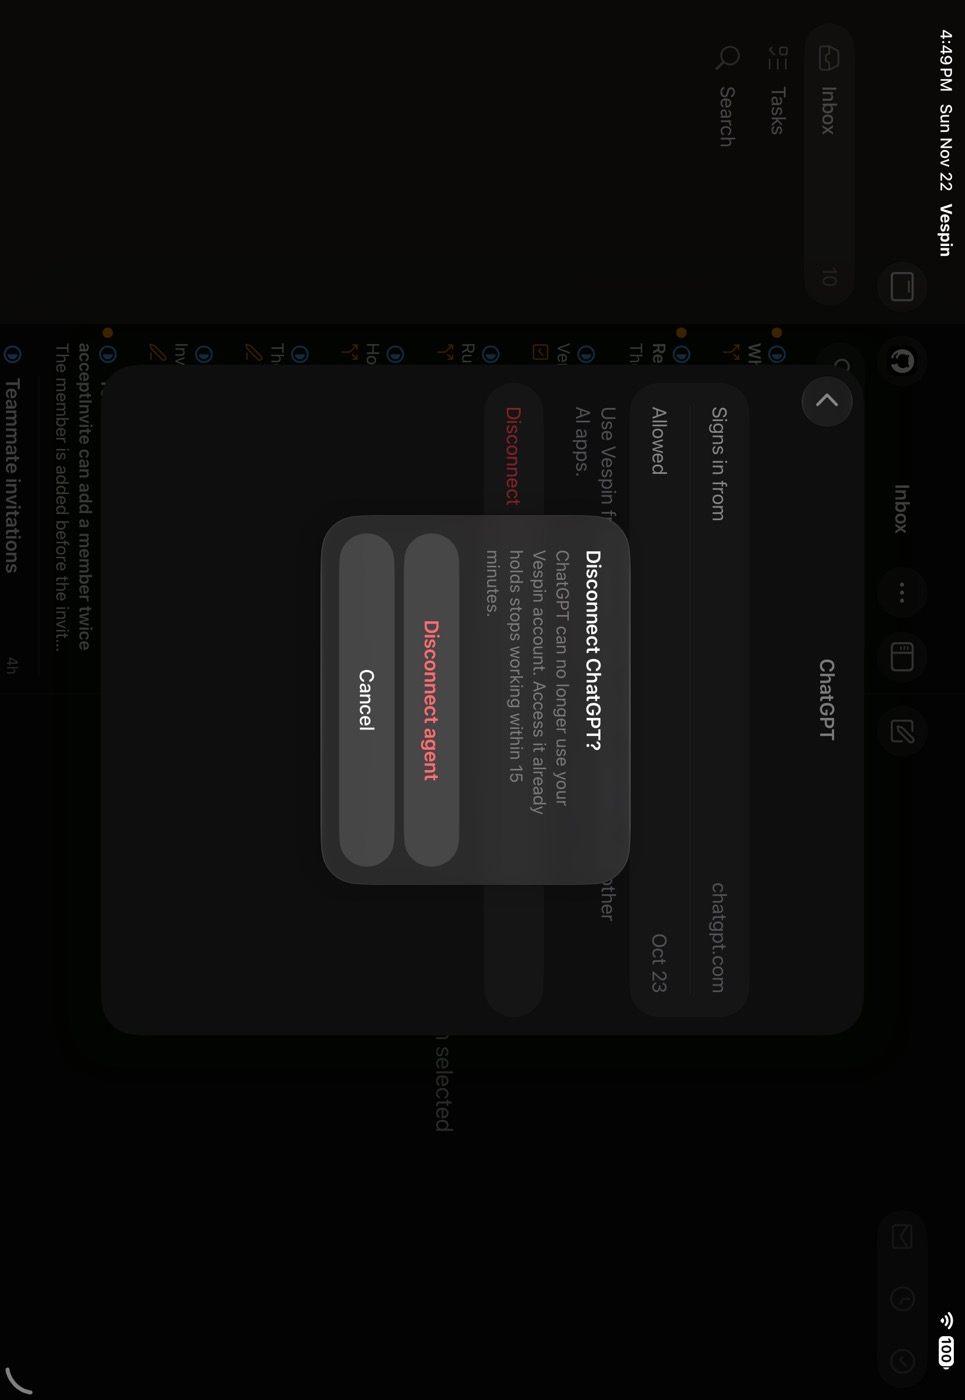 4:49 PM Sun Nov 22 Vespin
100
Inbox
Inbox 10
Tasks
Search
ChatGPT
Signs in from chatgpt.com
Allowed Oct 23
Use Vespin
other
AI apps.
Disconnect
Disconnect ChatGPT?
ChatGPT can no longer use your
Vespin account. Access it already
holds stops working within 15
minutes.
Disconnect agent
Cancel
selected
acceptInvite can add a member twice
The member is added before the invit...
Teammate invitations 4h